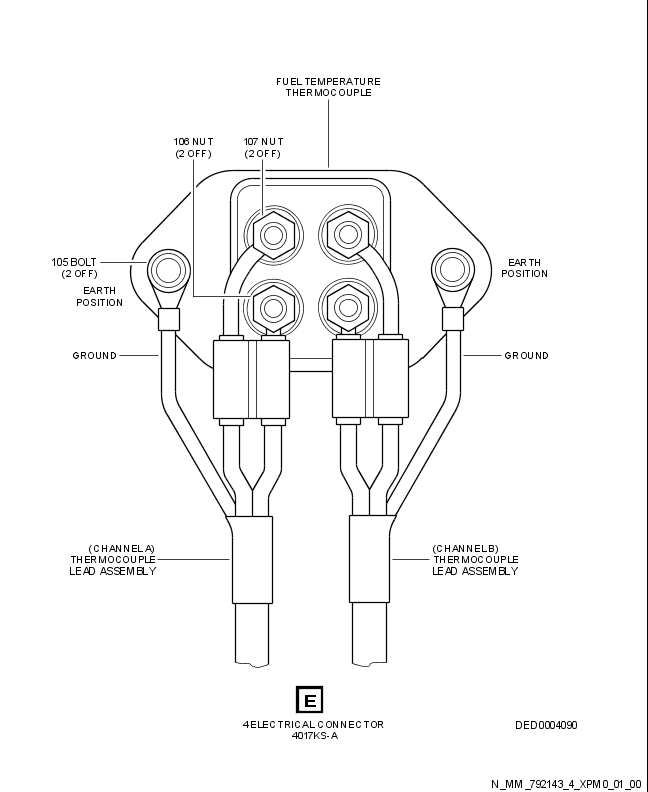 FUEL TEMPERATURE
THERMOCOUPLE
106 NUT
(2 OFF)
107 NUT
(2 OFF)
105 BOLT
(2 OFF)
EARTH
POSITION
EARTH
POSITION
GROUND
GROUND
(CHANNEL A)
THERMOCOUPLE
LEAD ASSEMBLY
(CHANNEL B)
THERMOCOUPLE
LEAD ASSEMBLY
E
4 ELECTRICAL CONNECTOR
4017KS-A
DED0004090
N_MM_792143_4_XPM0_01_00